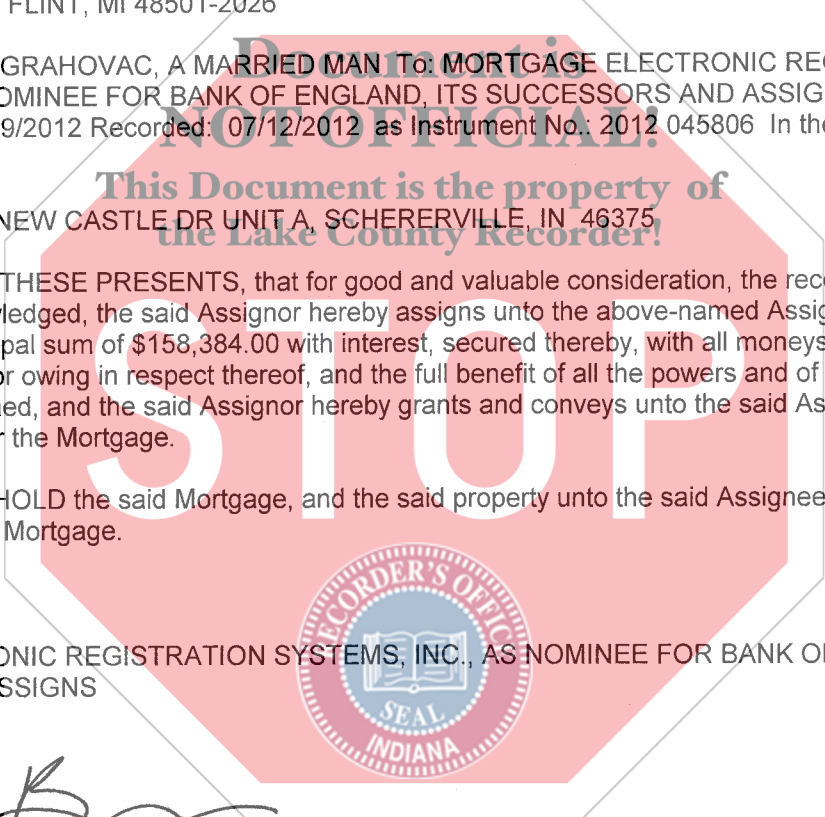 FLINT, MI 48501-2026
Document is
GRAHOVAC, A MARRIED MAN To: MORTGAGE ELECTRONIC RE
OMINEE FOR BANK OF ENGLAND, ITS SUCCESSORS AND ASSIG
9/2012 Recorded: 07/12/2012 as Instrument No.: 2012 045806 In the
NOT OFFICIAL!
This Document is the property of
NEW CASTLE DR UNIT A, SCHERERVILLE, IN 46375
the Lake County Recorder!
THESE PRESENTS, that for good and valuable consideration, the rec
ledged, the said Assignor hereby assigns unto the above-named Assig
pal sum of $158,384.00 with interest, secured thereby, with all moneys
or owing in respect thereof, and the full benefit of all the powers and of
ed, and the said Assignor hereby grants and conveys unto the said As
the Mortgage.
STOP
HOLD the said Mortgage, and the said property unto the said Assignee
Mortgage.
RECORDER'S OFFIC
ONIC REGISTRATION SYSTEMS, INC., AS NOMINEE FOR BANK O
SSIGNS
SEAL
INDIANA